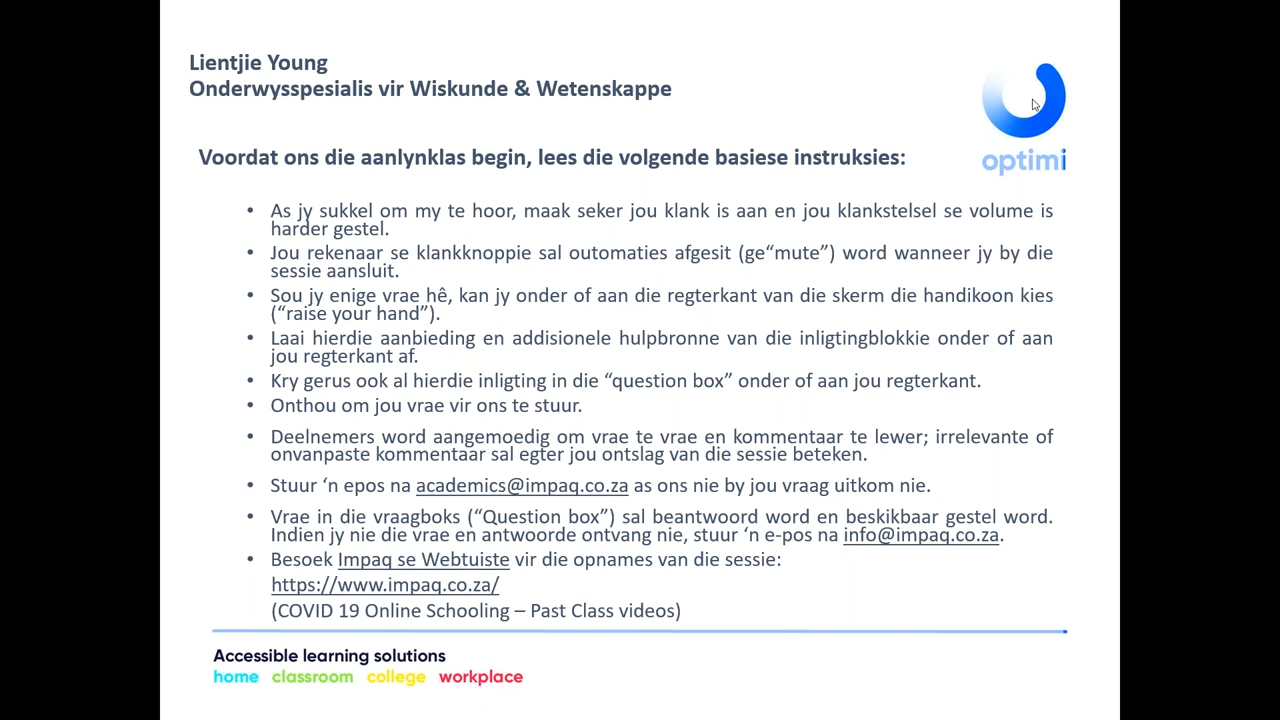 Lientjie Young
Onderwysspesialis vir Wiskunde & Wetenskappe
optimi
Voordat ons die aanlynklas begin, lees die volgende basiese instruksies:
• As jy sukkel om my te hoor, maak seker jou klank is aan en jou klankstelsel se volume is
harder gestel.
• Jou rekenaar se klankknoppie sal outomaties afgesit (ge“mute”) word wanneer jy by die
sessie aansluit.
• Sou jy enige vrae hê, kan jy onder of aan die regterkant van die skerm die handikoon kies
(“raise your hand”).
• Laai hierdie aanbieding en addisionele hulpbronne van die inligtingblokkie onder of aan
jou regterkant af.
• Kry gerus ook al hierdie inligting in die “question box” onder of aan jou regterkant.
• Onthou om jou vrae vir ons te stuur.
• Deelnemers word aangemoedig om vrae te vrae en kommentaar te lewer; irrelevante of
onvanpaste kommentaar sal egter jou ontslag van die sessie beteken.
• Stuur ‘n epos na academics@impaq.co.za as ons nie by jou vraag uitkom nie.
• Vrae in die vraagboks (“Question box”) sal beantwoord word en beskikbaar gestel word.
Indien jy nie die vrae en antwoorde ontvang nie, stuur ‘n e-pos na info@impaq.co.za.
• Besoek Impaq se Webtuiste vir die opnames van die sessie:
https://www.impaq.co.za/
(COVID 19 Online Schooling – Past Class videos)
Accessible learning solutions
home classroom college workplace